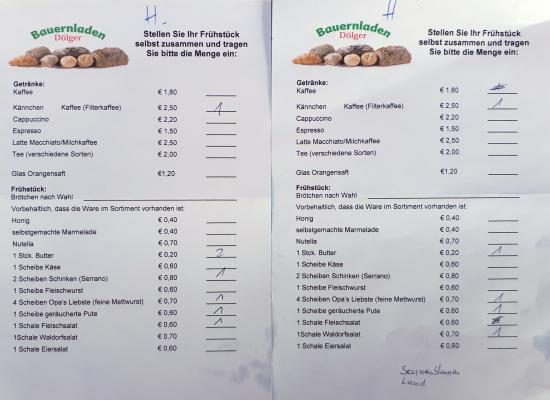 H.
Bauernladen
Dölger
Stellen Sie Ihr Frühstück
selbst zusammen und tragen
Sie bitte die Menge ein:
Getränke:
Kaffee € 1,80
Kännchen Kaffee (Filterkaffee) € 2,50 1
Cappuccino € 2,20
Espresso € 1,50
Latte Macchiato/Milchkaffee € 2,50
Tee (verschiedene Sorten) € 2,00
Glas Orangensaft €1,20
Frühstück:
Brötchen nach Wahl
Vorbehaltlich, dass die Ware im Sortiment vorhanden ist:
Honig € 0,40
selbstgemachte Marmelade € 0,40
Nutella € 0,70
1 Stck. Butter € 0,20 2
1 Scheibe Käse € 0,60
2 Scheiben Schinken (Serrano) € 0,80 1
1 Scheibe Fleischwurst € 0,60
4 Scheiben Opa's Liebste (feine Mettwurst) € 0,70 1
1 Scheibe geräucherte Pute € 0,60 1
1 Schale Fleischsalat € 0,60 1
1Schale Waldorfsalat € 0,70
1 Schale Eiersalat € 0,60
H
Bauernladen
Dölger
Stellen Sie Ihr Frühstück
selbst zusammen und tragen
Sie bitte die Menge ein:
Getränke:
Kaffee € 1,80
Kännchen Kaffee (Filterkaffee) € 2,50 1
Cappuccino € 2,20
Espresso € 1,50
Latte Macchiato/Milchkaffee € 2,50
Tee (verschiedene Sorten) € 2,00
Glas Orangensaft €1,20
Frühstück:
Brötchen nach Wahl
Vorbehaltlich, dass die Ware im Sortiment vorhanden ist:
Honig € 0,40
selbstgemachte Marmelade € 0,40
Nutella € 0,70
1 Stck. Butter € 0,20 1
1 Scheibe Käse € 0,60
2 Scheiben Schinken (Serrano) € 0,80
1 Scheibe Fleischwurst € 0,60
4 Scheiben Opa's Liebste (feine Mettwurst) € 0,70 1
1 Scheibe geräucherte Pute € 0,60 1
1 Schale Fleischsalat € 0,60
1Schale Waldorfsalat € 0,70 1
1 Schale Eiersalat € 0,60
Land